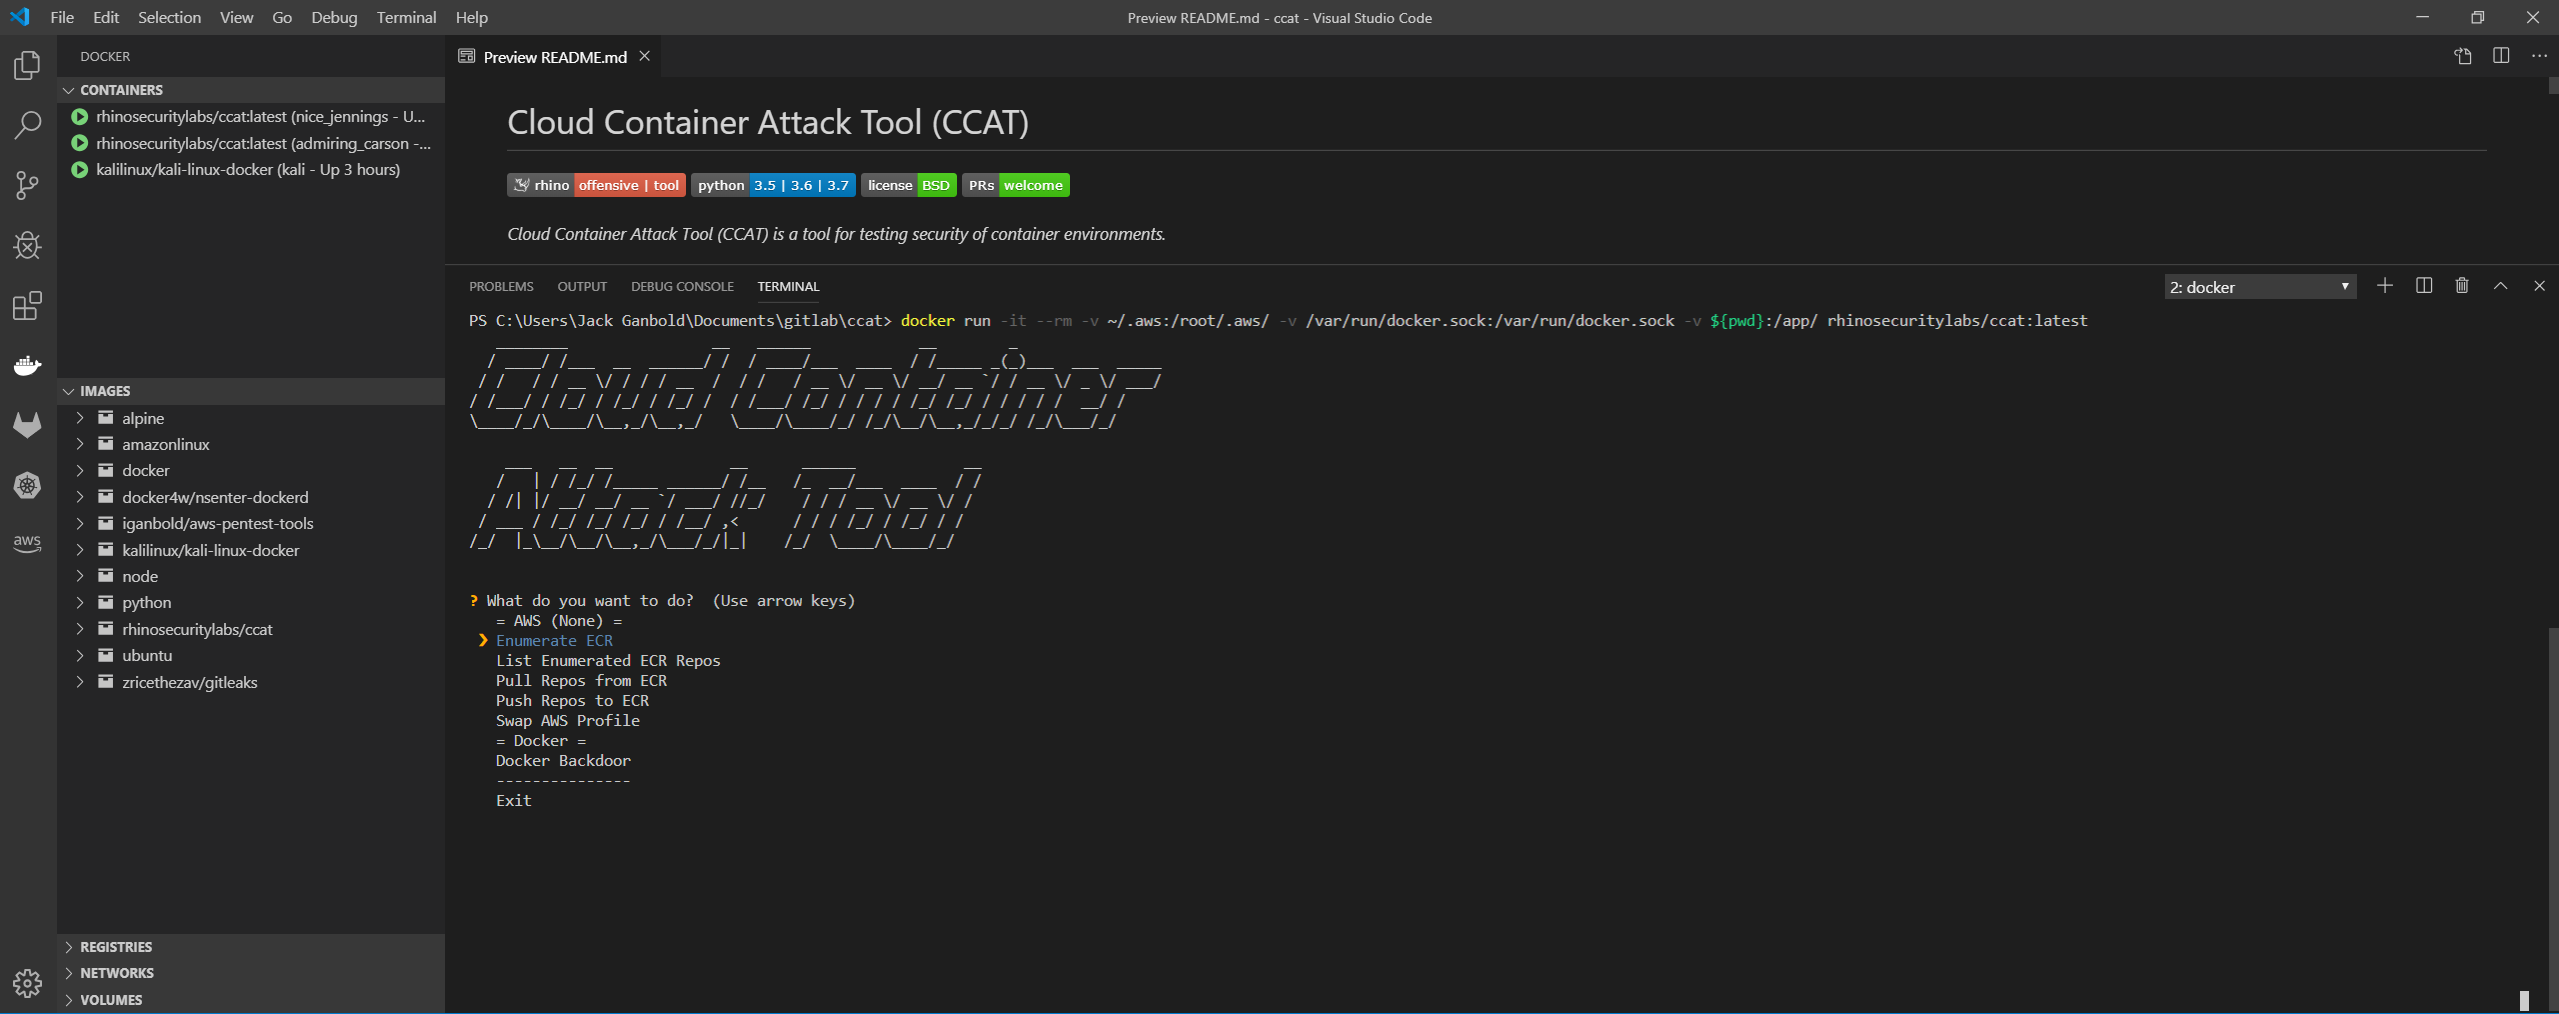 File Edit Selection View Go Debug Terminal Help
Preview README.md - ccat - Visual Studio Code
DOCKER
CONTAINERS
rhinosecuritylabs/ccat:latest (nice_jennings - U...
rhinosecuritylabs/ccat:latest (admiring_carson -...
kalilinux/kali-linux-docker (kali - Up 3 hours)
IMAGES
alpine
amazonlinux
docker
docker4w/nsenter-dockerd
iganbold/aws-pentest-tools
kalilinux/kali-linux-docker
node
python
rhinosecuritylabs/ccat
ubuntu
zricethezav/gitleaks
REGISTRIES
NETWORKS
VOLUMES
aws
Preview README.md
Cloud Container Attack Tool (CCAT)
rhino offensive | tool python 3.5 | 3.6 | 3.7 license BSD PRs welcome
Cloud Container Attack Tool (CCAT) is a tool for testing security of container environments.
PROBLEMS OUTPUT DEBUG CONSOLE TERMINAL
2: docker
PS C:\Users\Jack Ganbold\Documents\gitlab\ccat> docker run -it --rm -v ~/.aws:/root/.aws/ -v /var/run/docker.sock:/var/run/docker.sock -v ${pwd}:/app/ rhinosecuritylabs/ccat:latest
Cloud Container
Attack Tool
? What do you want to do? (Use arrow keys)
= AWS (None) =
❯ Enumerate ECR
List Enumerated ECR Repos
Pull Repos from ECR
Push Repos to ECR
Swap AWS Profile
= Docker =
Docker Backdoor
---------------
Exit